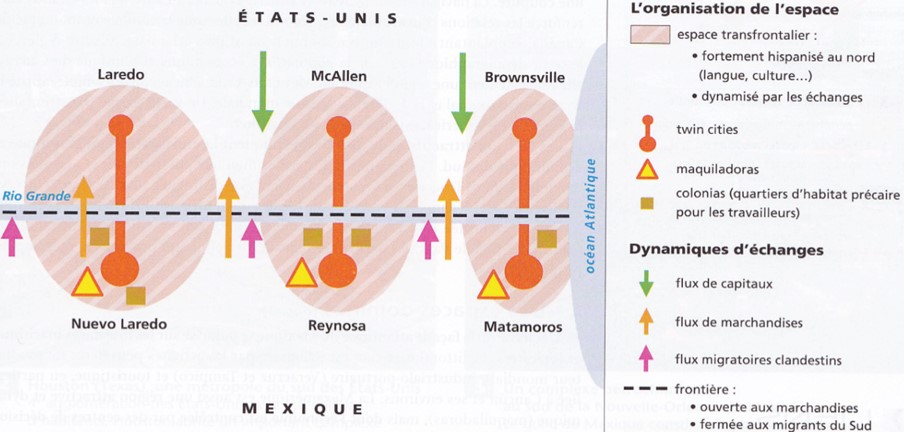 ÉTATS-UNIS
Laredo
McAllen
Brownsville
Rio Grande
océan Atlantique
Nuevo Laredo
Reynosa
Matamoros
MEXIQUE
L'organisation de l'espace
espace transfrontalier :
• fortement hispanisé au nord
(langue, culture...)
• dynamisé par les échanges
twin cities
maquiladoras
colonias (quartiers d'habitat précaire
pour les travailleurs)
Dynamiques d'échanges
flux de capitaux
flux de marchandises
flux migratoires clandestins
frontière :
• ouverte aux marchandises
• fermée aux migrants du Sud